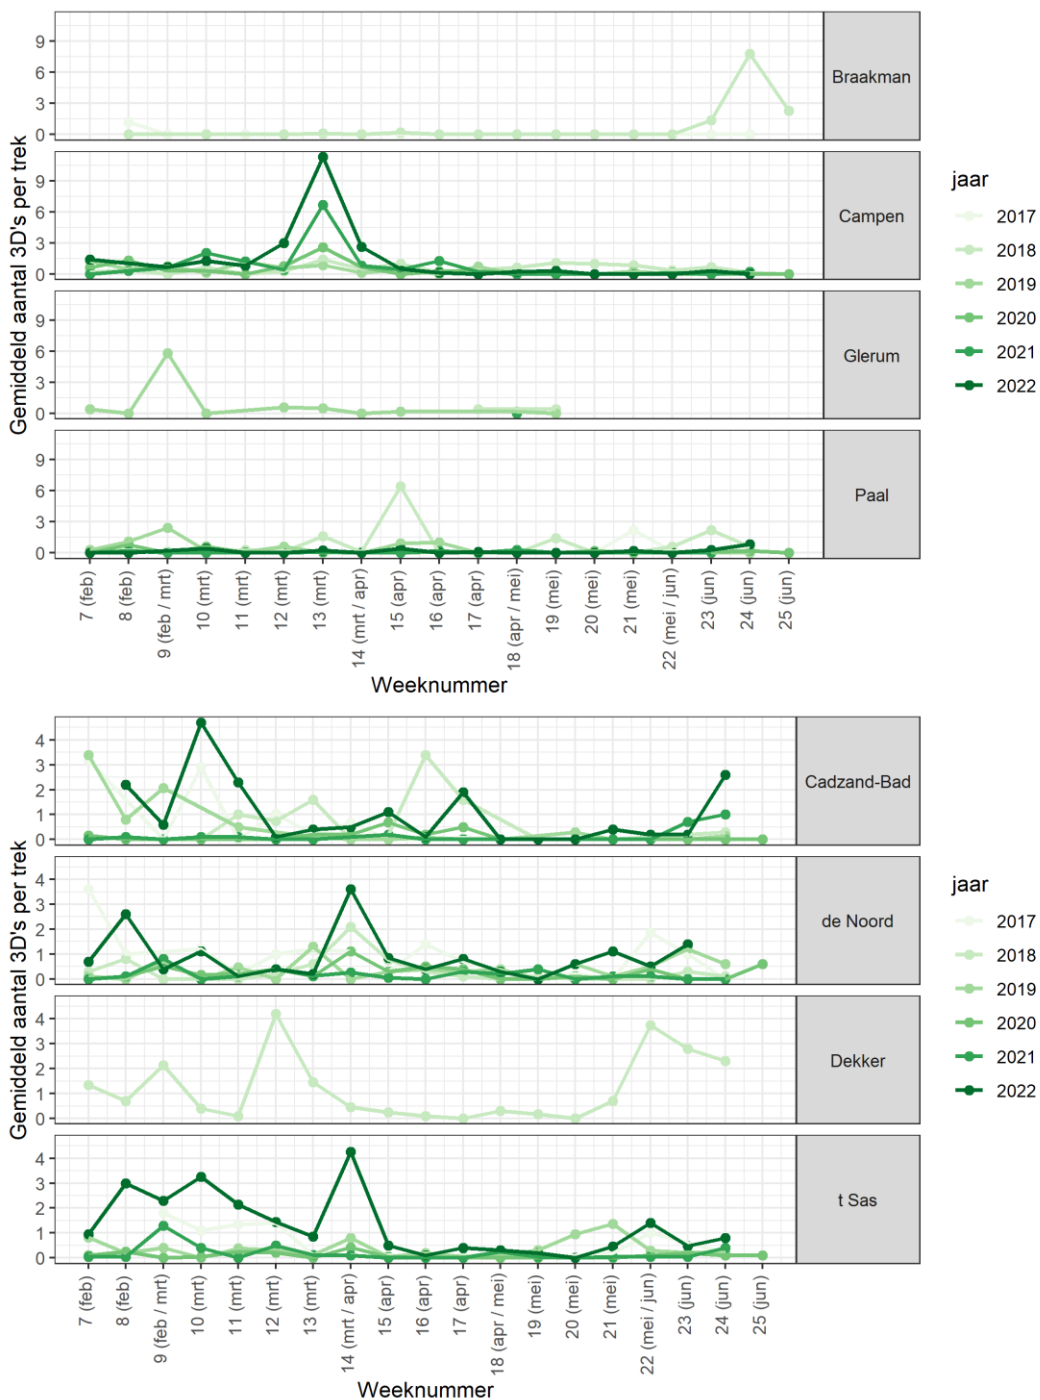 Gemiddeld aantal 3D's per trek
9
6
3
0
Braakman
9
6
3
0
Campen
9
6
3
0
Glerum
9
6
3
0
Paal
7 (feb)
8 (feb)
9 (feb / mrt)
10 (mrt)
11 (mrt)
12 (mrt)
13 (mrt)
14 (mrt / apr)
15 (apr)
16 (apr)
17 (apr)
18 (apr / mei)
19 (mei)
20 (mei)
21 (mei)
22 (mei / jun)
23 (jun)
24 (jun)
25 (jun)
Weeknummer
jaar
2017
2018
2019
2020
2021
2022
Gemiddeld aantal 3D's per trek
4
3
2
1
0
Cadzand-Bad
4
3
2
1
0
de Noord
4
3
2
1
0
Dekker
4
3
2
1
0
t Sas
7 (feb)
8 (feb)
9 (feb / mrt)
10 (mrt)
11 (mrt)
12 (mrt)
13 (mrt)
14 (mrt / apr)
15 (apr)
16 (apr)
17 (apr)
18 (apr / mei)
19 (mei)
20 (mei)
21 (mei)
22 (mei / jun)
23 (jun)
24 (jun)
25 (jun)
Weeknummer
jaar
2017
2018
2019
2020
2021
2022